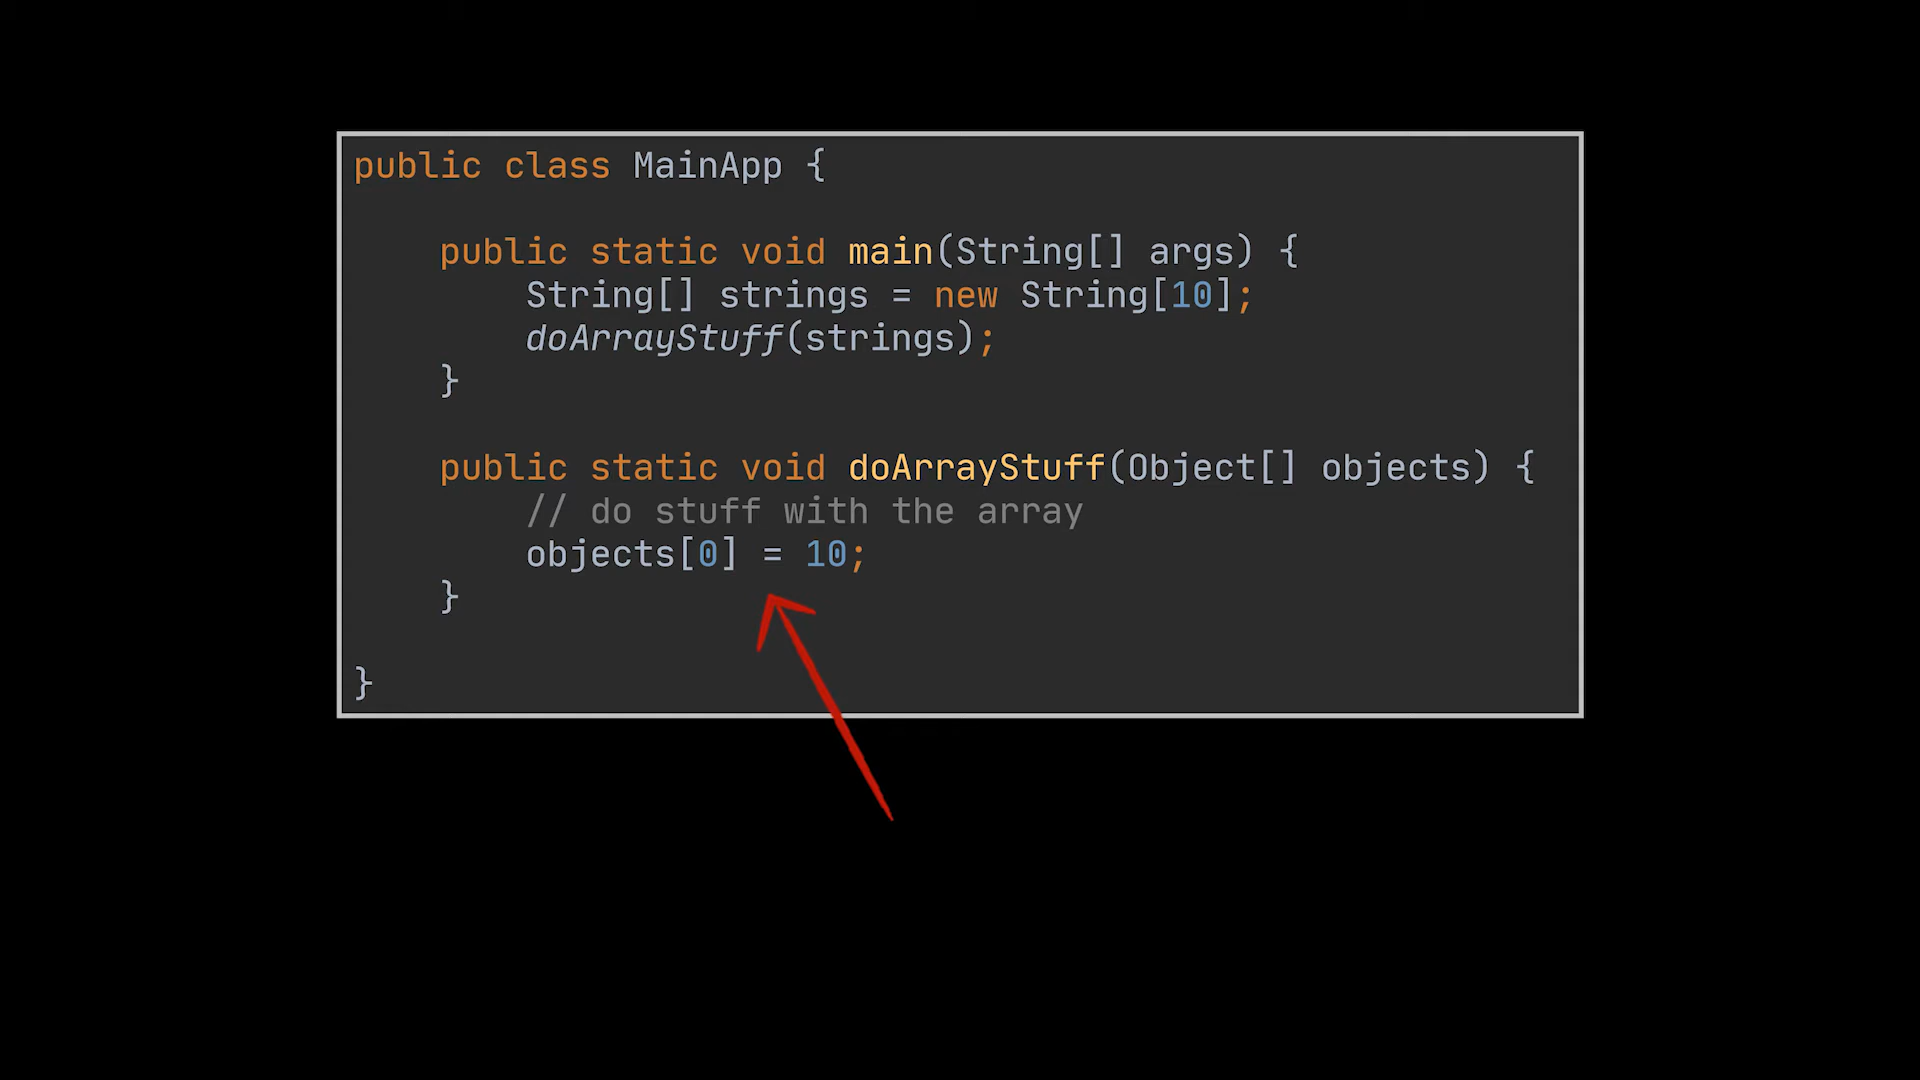 public class MainApp {
public static void main(String[] args) {
String[] strings = new String[10];
doArrayStuff(strings);
}
public static void doArrayStuff(Object[] objects) {
// do stuff with the array
objects[0] = 10;
}
}